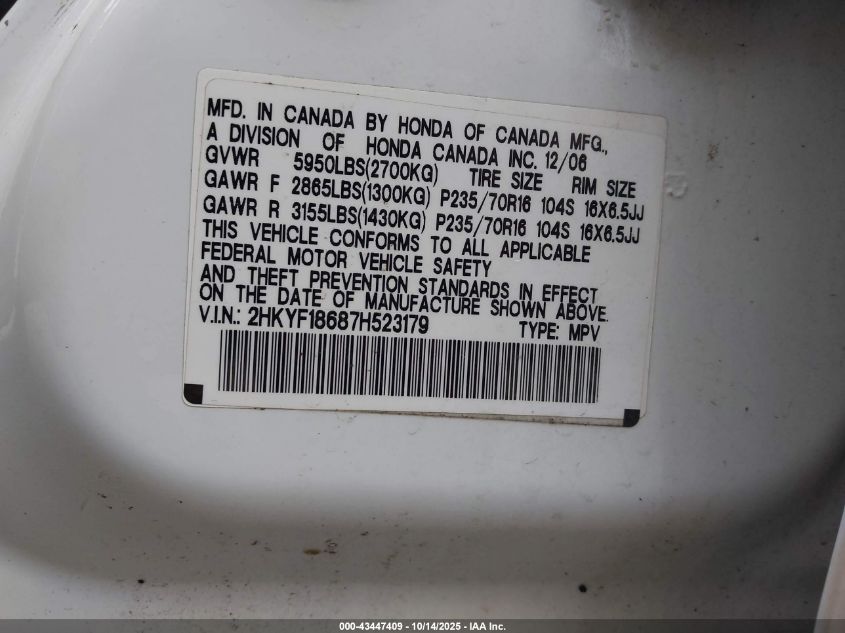 MFD. IN CANADA BY HONDA OF CANADA MFG.,
A DIVISION OF HONDA CANADA INC. 12/06
GVWR 5950LBS(2700KG) TIRE SIZE RIM SIZE
GAWR F 2865LBS(1300KG) P235/70R16 104S 16X6.5JJ
GAWR R 3155LBS(1430KG) P235/70R16 104S 16X6.5JJ
THIS VEHICLE CONFORMS TO ALL APPLICABLE
FEDERAL MOTOR VEHICLE SAFETY
AND THEFT PREVENTION STANDARDS IN EFFECT
ON THE DATE OF MANUFACTURE SHOWN ABOVE.
V.I.N.: 2HKYF18687H523179 TYPE: MPV
000-43447409 - 10/14/2025 - IAA Inc.